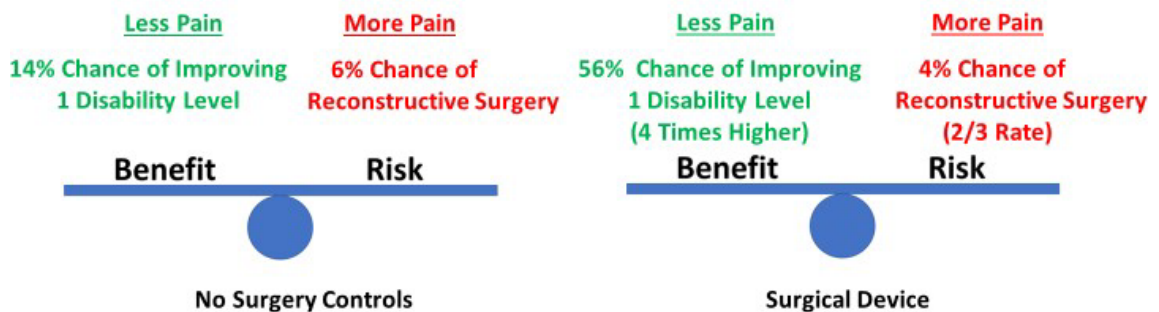 Less Pain
14% Chance of Improving
1 Disability Level
More Pain
6% Chance of
Reconstructive Surgery
Benefit
Risk
No Surgery Controls
Less Pain
56% Chance of Improving
1 Disability Level
(4 Times Higher)
More Pain
4% Chance of
Reconstructive Surgery
(2/3 Rate)
Benefit
Risk
Surgical Device